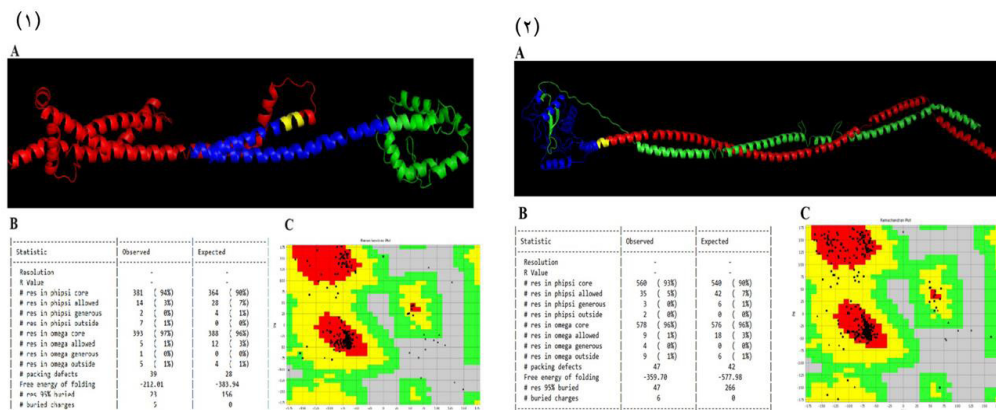 (١)
A
B
Statistic Observed Expected
Resolution - -
R Value - -
# res in phipsi core 381 ( 94%) 364 ( 90%)
# res in phipsi allowed 14 ( 3%) 28 ( 7%)
# res in phipsi generous 2 ( 0%) 4 ( 1%)
# res in phipsi outside 7 ( 1%) 0 ( 0%)
# res in omega core 393 ( 97%) 388 ( 96%)
# res in omega allowed 5 ( 1%) 12 ( 3%)
# res in omega generous 1 ( 0%) 0 ( 0%)
# res in omega outside 5 ( 1%) 4 ( 1%)
# packing defects 39 28
Free energy of folding -212.01 -383.94
# res 95% buried 23 156
# buried charges 5 0
C
Ramachandran Plot
(٢)
A
B
Statistic Observed Expected
Resolution - -
R Value - -
# res in phipsi core 560 ( 93%) 540 ( 90%)
# res in phipsi allowed 35 ( 5%) 42 ( 7%)
# res in phipsi generous 3 ( 0%) 6 ( 1%)
# res in phipsi outside 2 ( 0%) 0 ( 0%)
# res in omega core 578 ( 96%) 576 ( 96%)
# res in omega allowed 9 ( 1%) 18 ( 3%)
# res in omega generous 4 ( 0%) 0 ( 0%)
# res in omega outside 9 ( 1%) 6 ( 1%)
# packing defects 47 42
Free energy of folding -359.70 -577.98
# res 95% buried 47 266
# buried charges 6 0
C
Ramachandran Plot